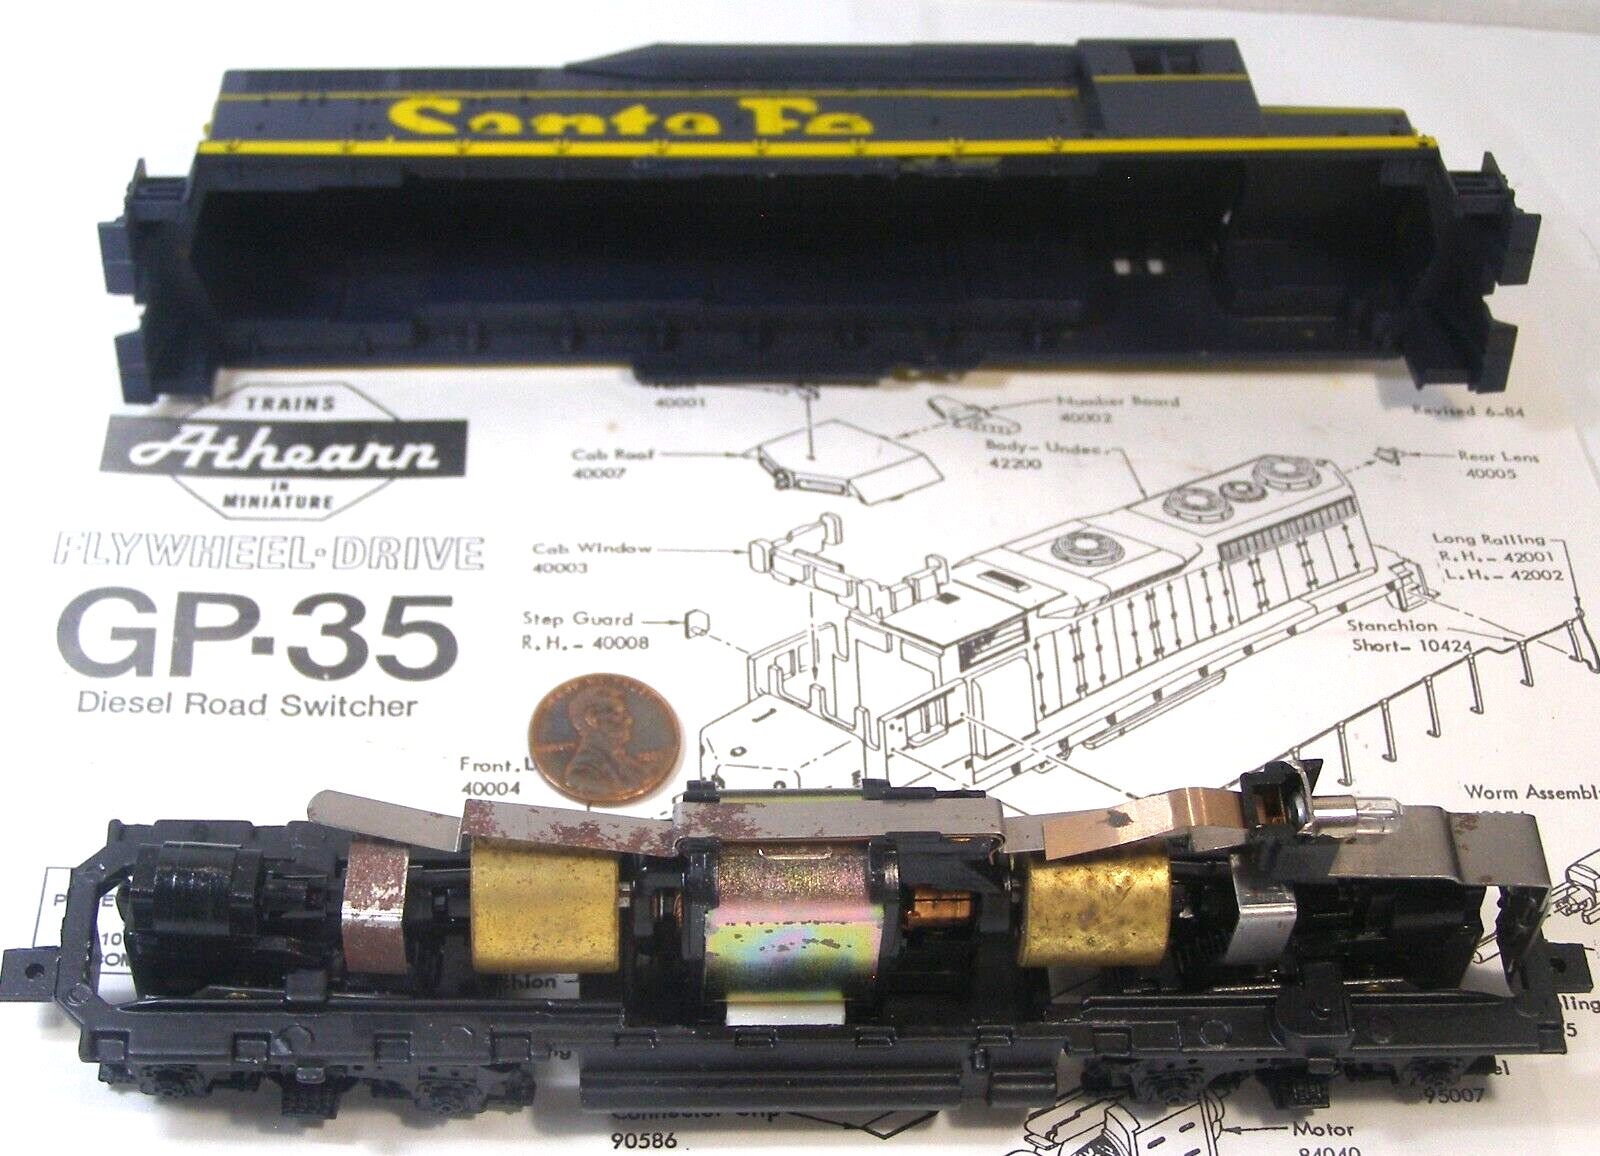 Santa Fe
40001
Number Board
40002
Revised 6-84
TRAINS
Athearn
IN
MINIATURE
Cab Roof
40007
Body- Undec.
42200
Rear Lens
40005
FLYWHEEL-DRIVE
GP-35
Diesel Road Switcher
Cab Window
40003
Long Railing
R.H.- 42001
L.H.- 42002
Step Guard
R.H.- 40008
Stanchion
Short- 10424
Front
40004
Worm Assembly
95007
90586
Motor
84040